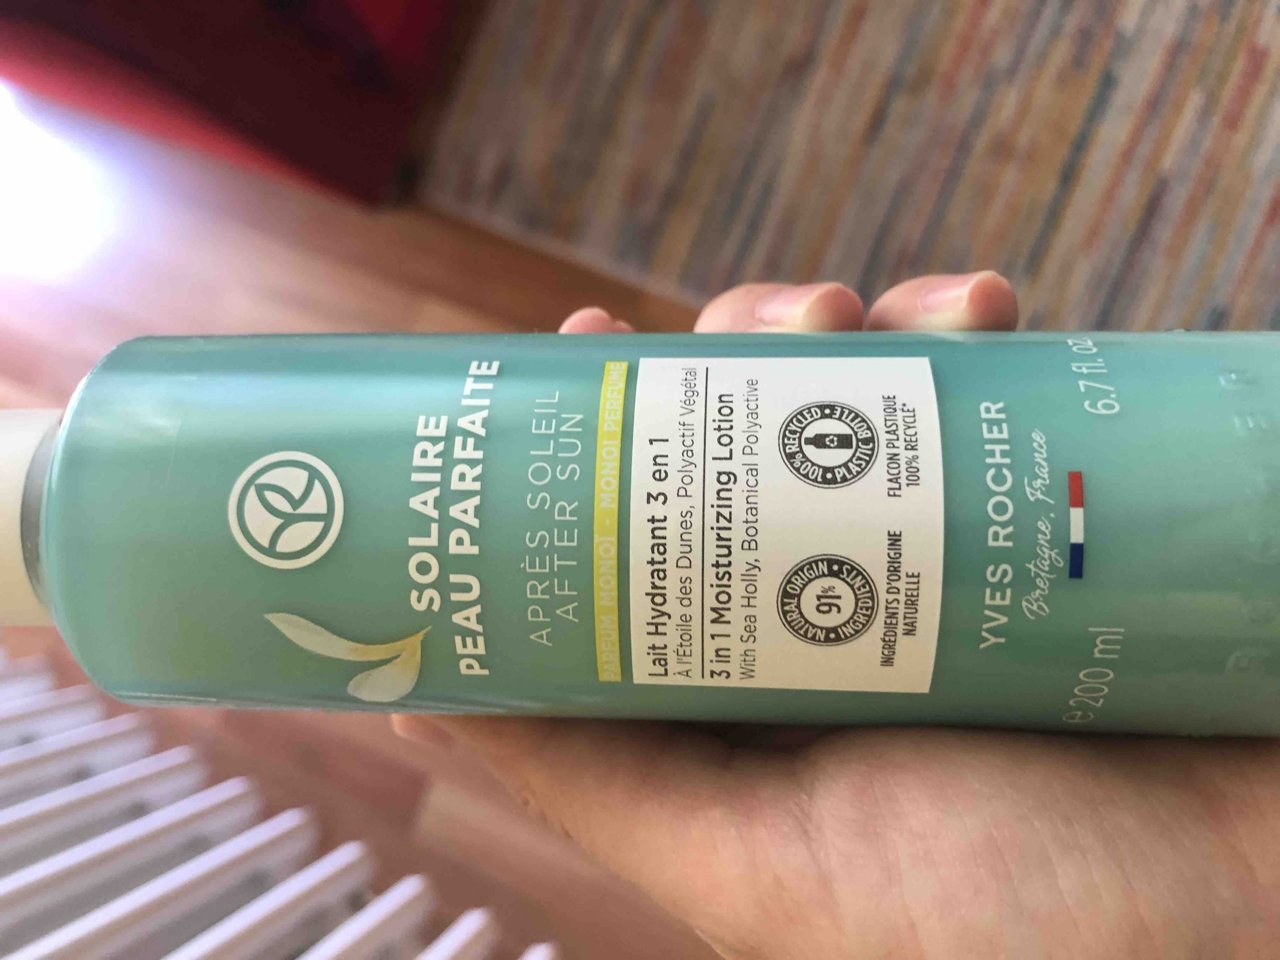 SOLAIRE
PEAU PARFAITE
APRÈS SOLEIL
AFTER SUN
PARFUM MONOÏ - MONOI PERFUME
Lait Hydratant 3 en 1
À l'Étoile des Dunes, Polyactif Végétal
3 in 1 Moisturizing Lotion
With Sea Holly, Botanical Polyactive
NATURAL ORIGIN • INGREDIENTS •
91%
INGRÉDIENTS D'ORIGINE
NATURELLE
100% RECYCLED • PLASTIC BOTTLE •
FLACON PLASTIQUE
100% RECYCLÉ*
YVES ROCHER
Bretagne, France
e 200 ml
6.7 fl. oz